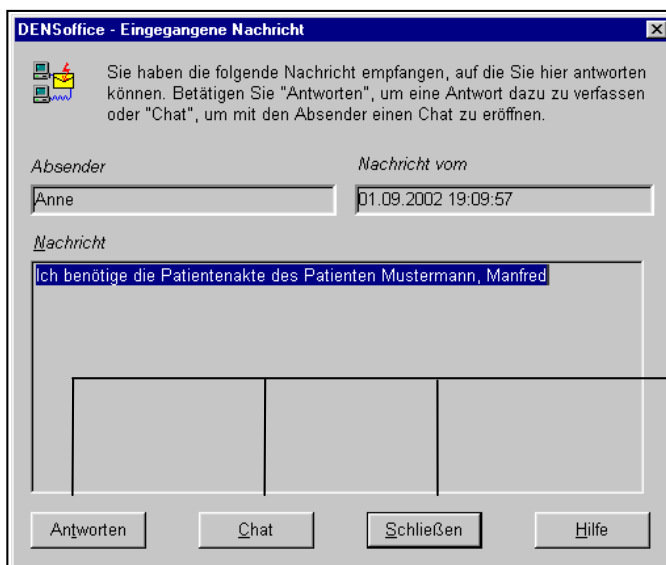 DENSoffice - Eingegangene Nachricht
Sie haben die folgende Nachricht empfangen, auf die Sie hier antworten
können. Betätigen Sie "Antworten", um eine Antwort dazu zu verfassen
oder "Chat", um mit den Absender einen Chat zu eröffnen.
Absender
Nachricht vom
Anne
01.09.2002 19:09:57
Nachricht
Ich benötige die Patientenakte des Patienten Mustermann, Manfred
Antworten
Chat
Schließen
Hilfe